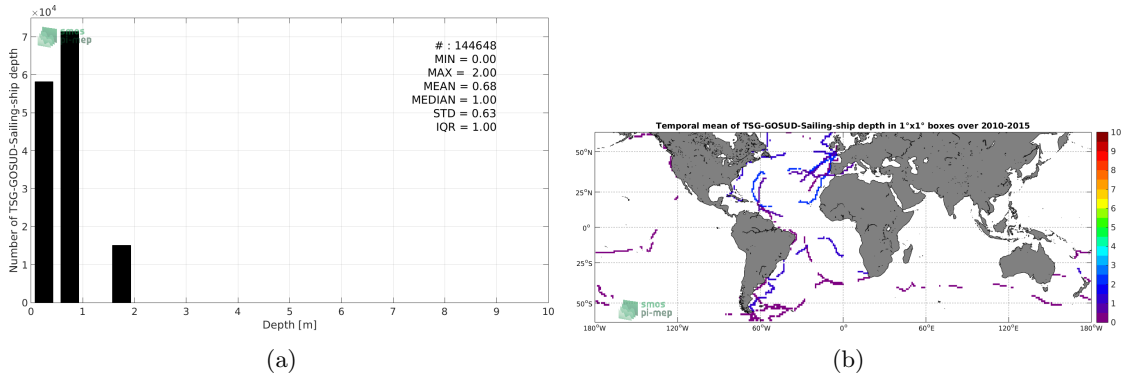 ×10⁴
smos
pi-mep
# : 144648
MIN = 0.00
MAX = 2.00
MEAN = 0.68
MEDIAN = 1.00
STD = 0.63
IQR = 1.00
Number of TSG-GOSUD-Sailing-ship depth
7
6
5
4
3
2
1
0
0 1 2 3 4 5 6 7 8 9 10
Depth [m]
(a)
Temporal mean of TSG-GOSUD-Sailing-ship depth in 1°x1° boxes over 2010-2015
50°N
25°N
0°
25°S
50°S
180°W 120°W 60°W 0° 60°E 120°E 180°W
smos
pi-mep
10
9
8
7
6
5
4
3
2
1
0
(b)